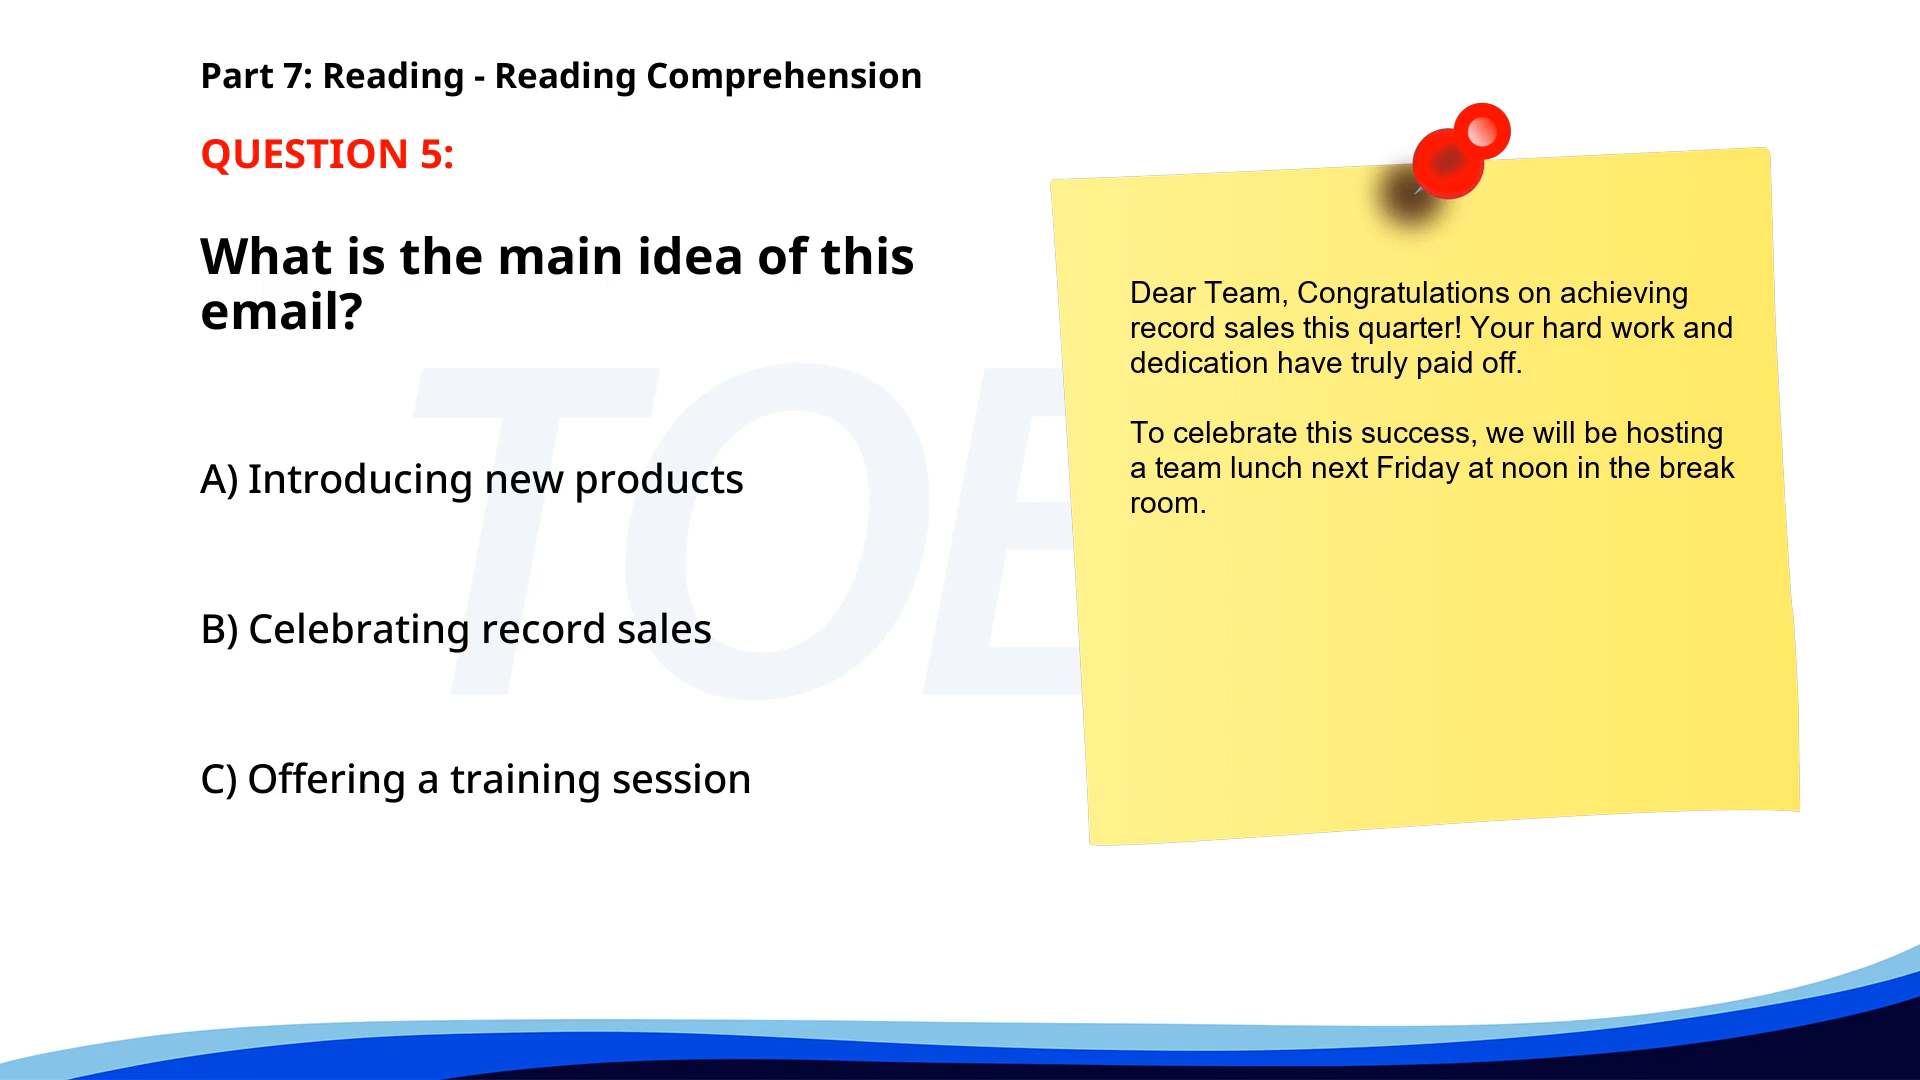 Part 7: Reading - Reading Comprehension
QUESTION 5:
What is the main idea of this
email?
A) Introducing new products
B) Celebrating record sales
C) Offering a training session
Dear Team, Congratulations on achieving
record sales this quarter! Your hard work and
dedication have truly paid off.
To celebrate this success, we will be hosting
a team lunch next Friday at noon in the break
room.
TOE